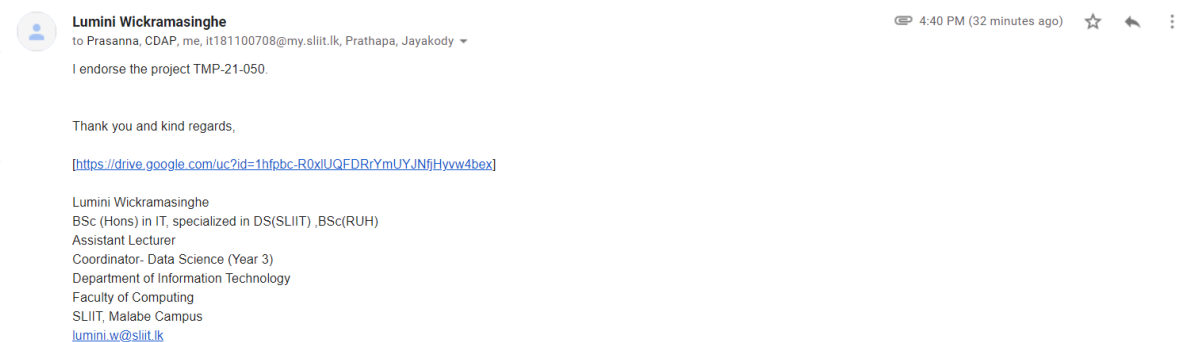 Lumini Wickramasinghe
4:40 PM (32 minutes ago)
to Prasanna, CDAP, me, it181100708@my.sliit.lk, Prathapa, Jayakody
I endorse the project TMP-21-050.
Thank you and kind regards,
[https://drive.google.com/uc?id=1hfpbc-R0xlUQFDRrYmUYJNfjHyvw4bex]
Lumini Wickramasinghe
BSc (Hons) in IT, specialized in DS(SLIIT) ,BSc(RUH)
Assistant Lecturer
Coordinator- Data Science (Year 3)
Department of Information Technology
Faculty of Computing
SLIIT, Malabe Campus
lumini.w@sliit.lk